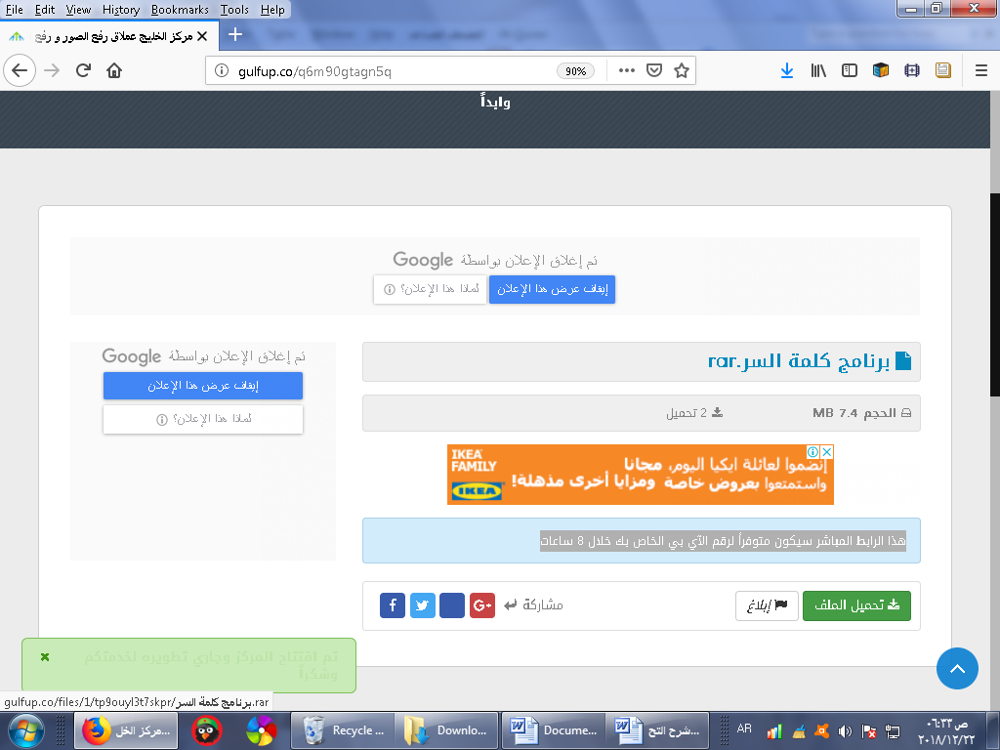 File Edit View History Bookmarks Tools Help
مركز الخليج عملاق رفع الصور و رفع
gulfup.co/q6m90gtagn5q
90%
وابداً
تم إغلاق الإعلان بواسطة Google
إيقاف عرض هذا الإعلان
لماذا هذا الإعلان؟
تم إغلاق الإعلان بواسطة Google
إيقاف عرض هذا الإعلان
لماذا هذا الإعلان؟
برنامج كلمة السر.rar
الحجم 7.4 MB
2 تحميل
IKEA FAMILY
IKEA
إنضموا لعائلة ايكيا اليوم، مجانا
واستمتعوا بعروض خاصة ومزايا أخرى مذهلة!
هذا الرابط المباشر سيكون متوفراً لرقم الآي بي الخاص بك خلال 8 ساعات
تحميل الملف
إبلاغ
مشاركة
G+
تم افتتاح المركز وجاري تطويره لخدمتكم
وشكراً
gulfup.co/files/1/tp9ouyl3t7skpr/برنامج كلمة السر.rar
مركز الخل...
Recycle ...
Downlo...
Docume...
شرح التح...
AR
٠٦:٣٣ ص
٢٠١٨/١٢/٢٢